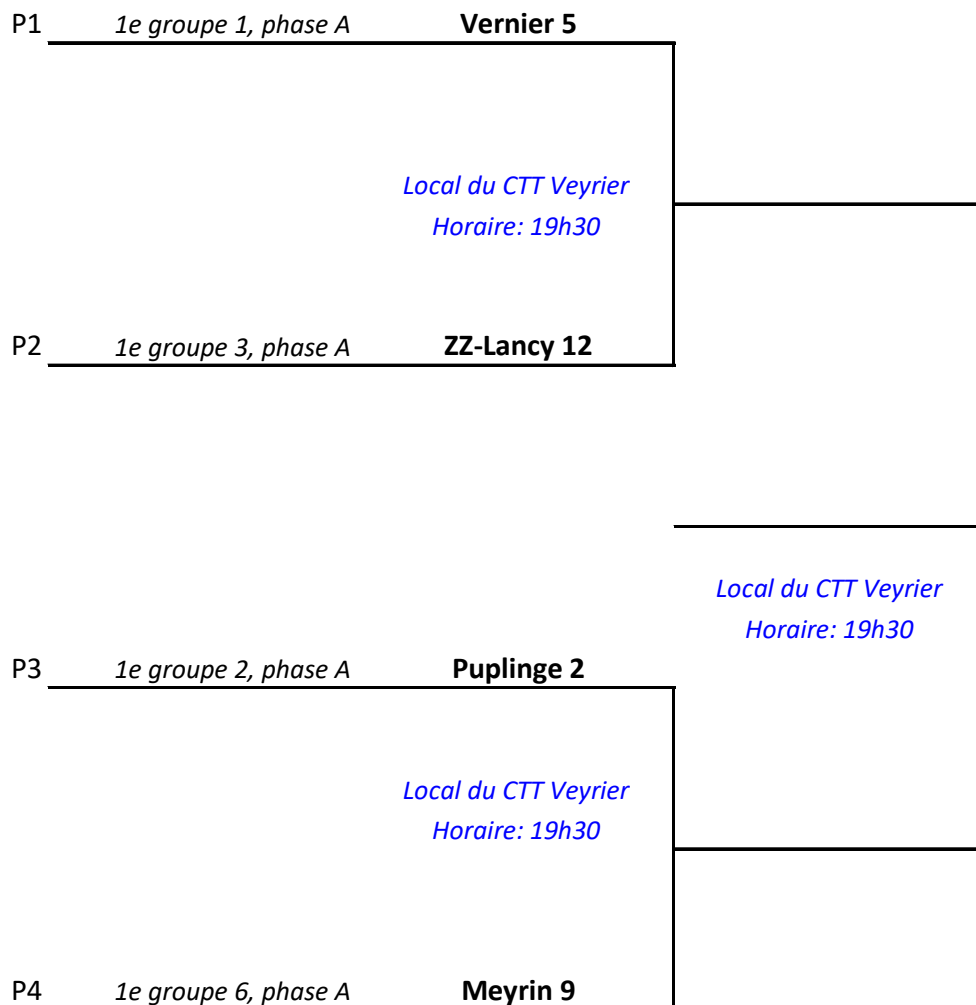 P1 1e groupe 1, phase A Vernier 5
Local du CTT Veyrier
Horaire: 19h30
P2 1e groupe 3, phase A ZZ-Lancy 12
Local du CTT Veyrier
Horaire: 19h30
P3 1e groupe 2, phase A Puplinge 2
Local du CTT Veyrier
Horaire: 19h30
P4 1e groupe 6, phase A Meyrin 9